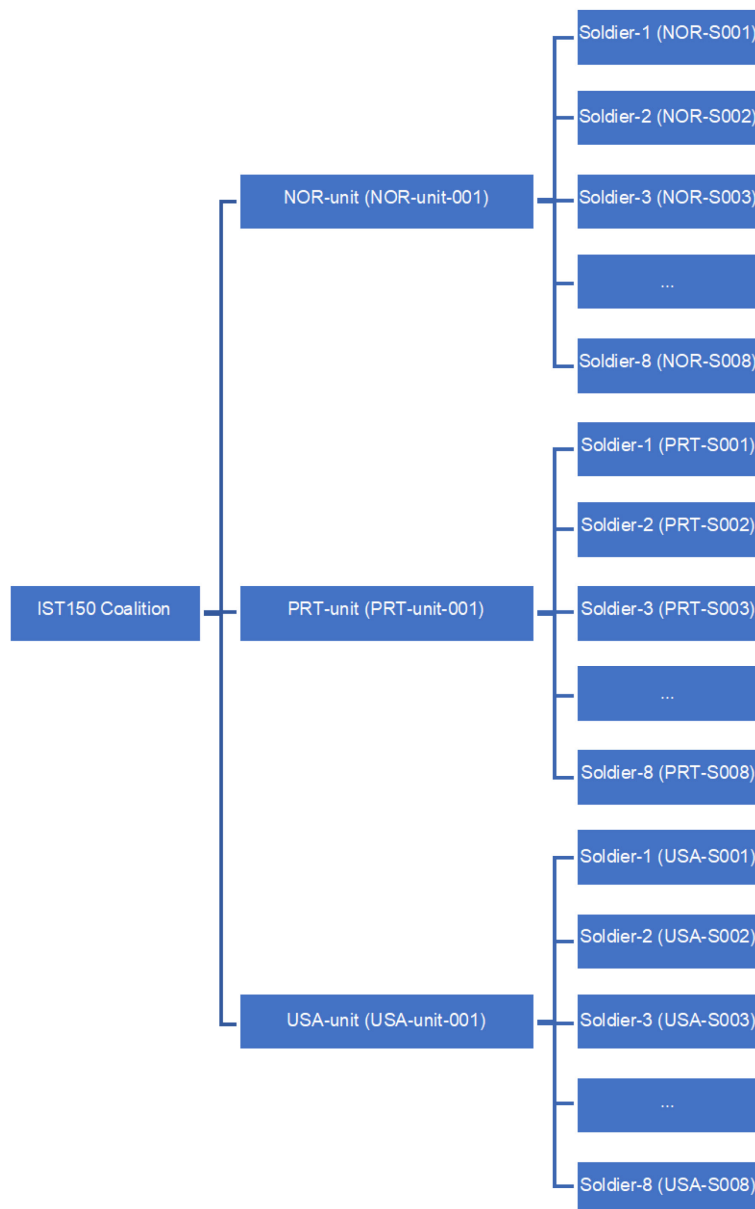 IST150 Coalition
NOR-unit (NOR-unit-001)
Soldier-1 (NOR-S001)
Soldier-2 (NOR-S002)
Soldier-3 (NOR-S003)
...
Soldier-8 (NOR-S008)
PRT-unit (PRT-unit-001)
Soldier-1 (PRT-S001)
Soldier-2 (PRT-S002)
Soldier-3 (PRT-S003)
...
Soldier-8 (PRT-S008)
USA-unit (USA-unit-001)
Soldier-1 (USA-S001)
Soldier-2 (USA-S002)
Soldier-3 (USA-S003)
...
Soldier-8 (USA-S008)